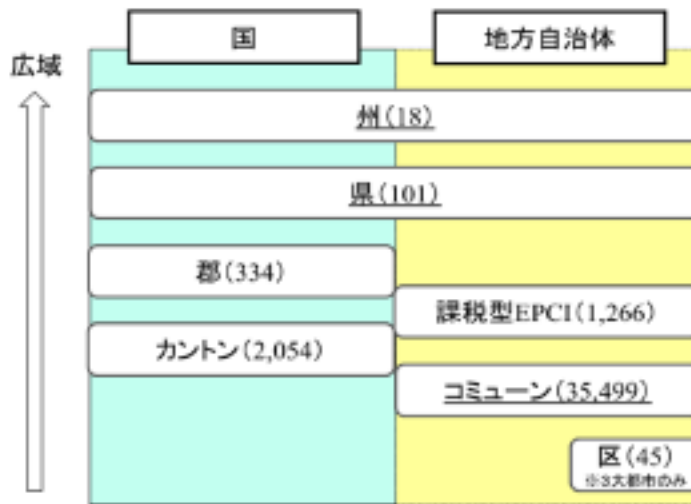 国
地方自治体
広域
州(18)
県(101)
郡(334)
課税型EPCI(1,266)
カントン(2,054)
コミューン(35,499)
区(45)
※3大都市のみ